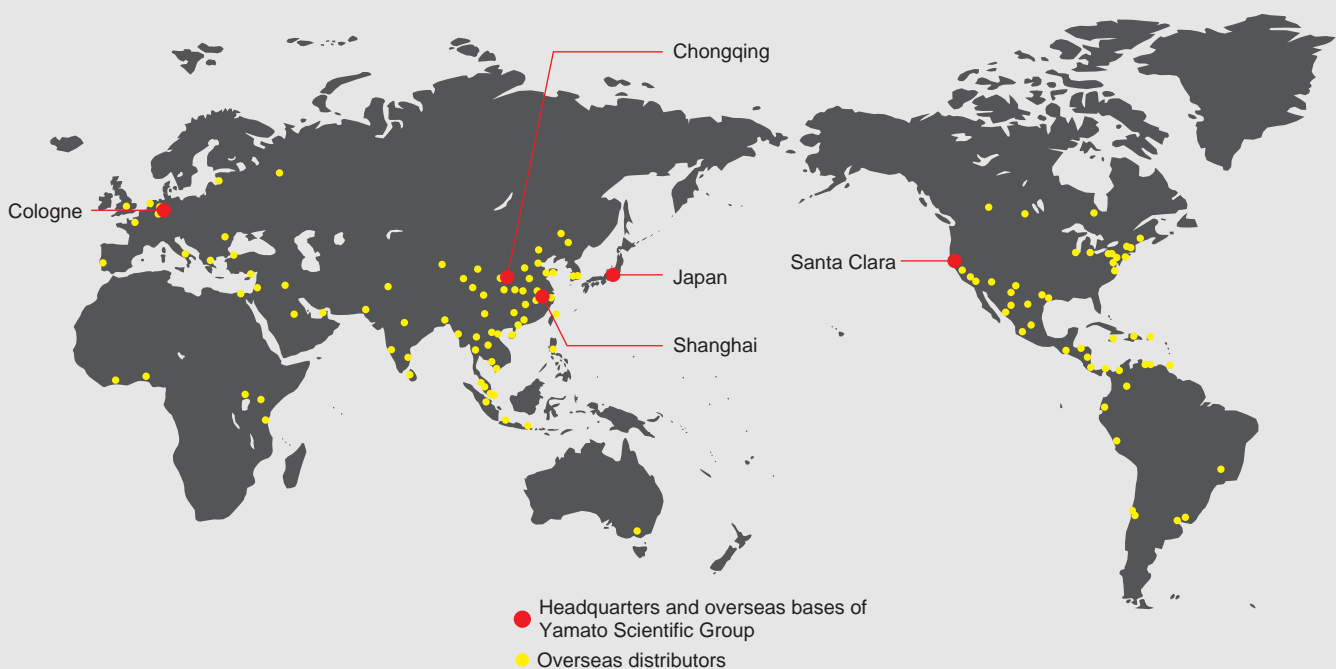 Chongqing
Cologne
Japan
Santa Clara
Shanghai
Headquarters and overseas bases of
Yamato Scientific Group
Overseas distributors